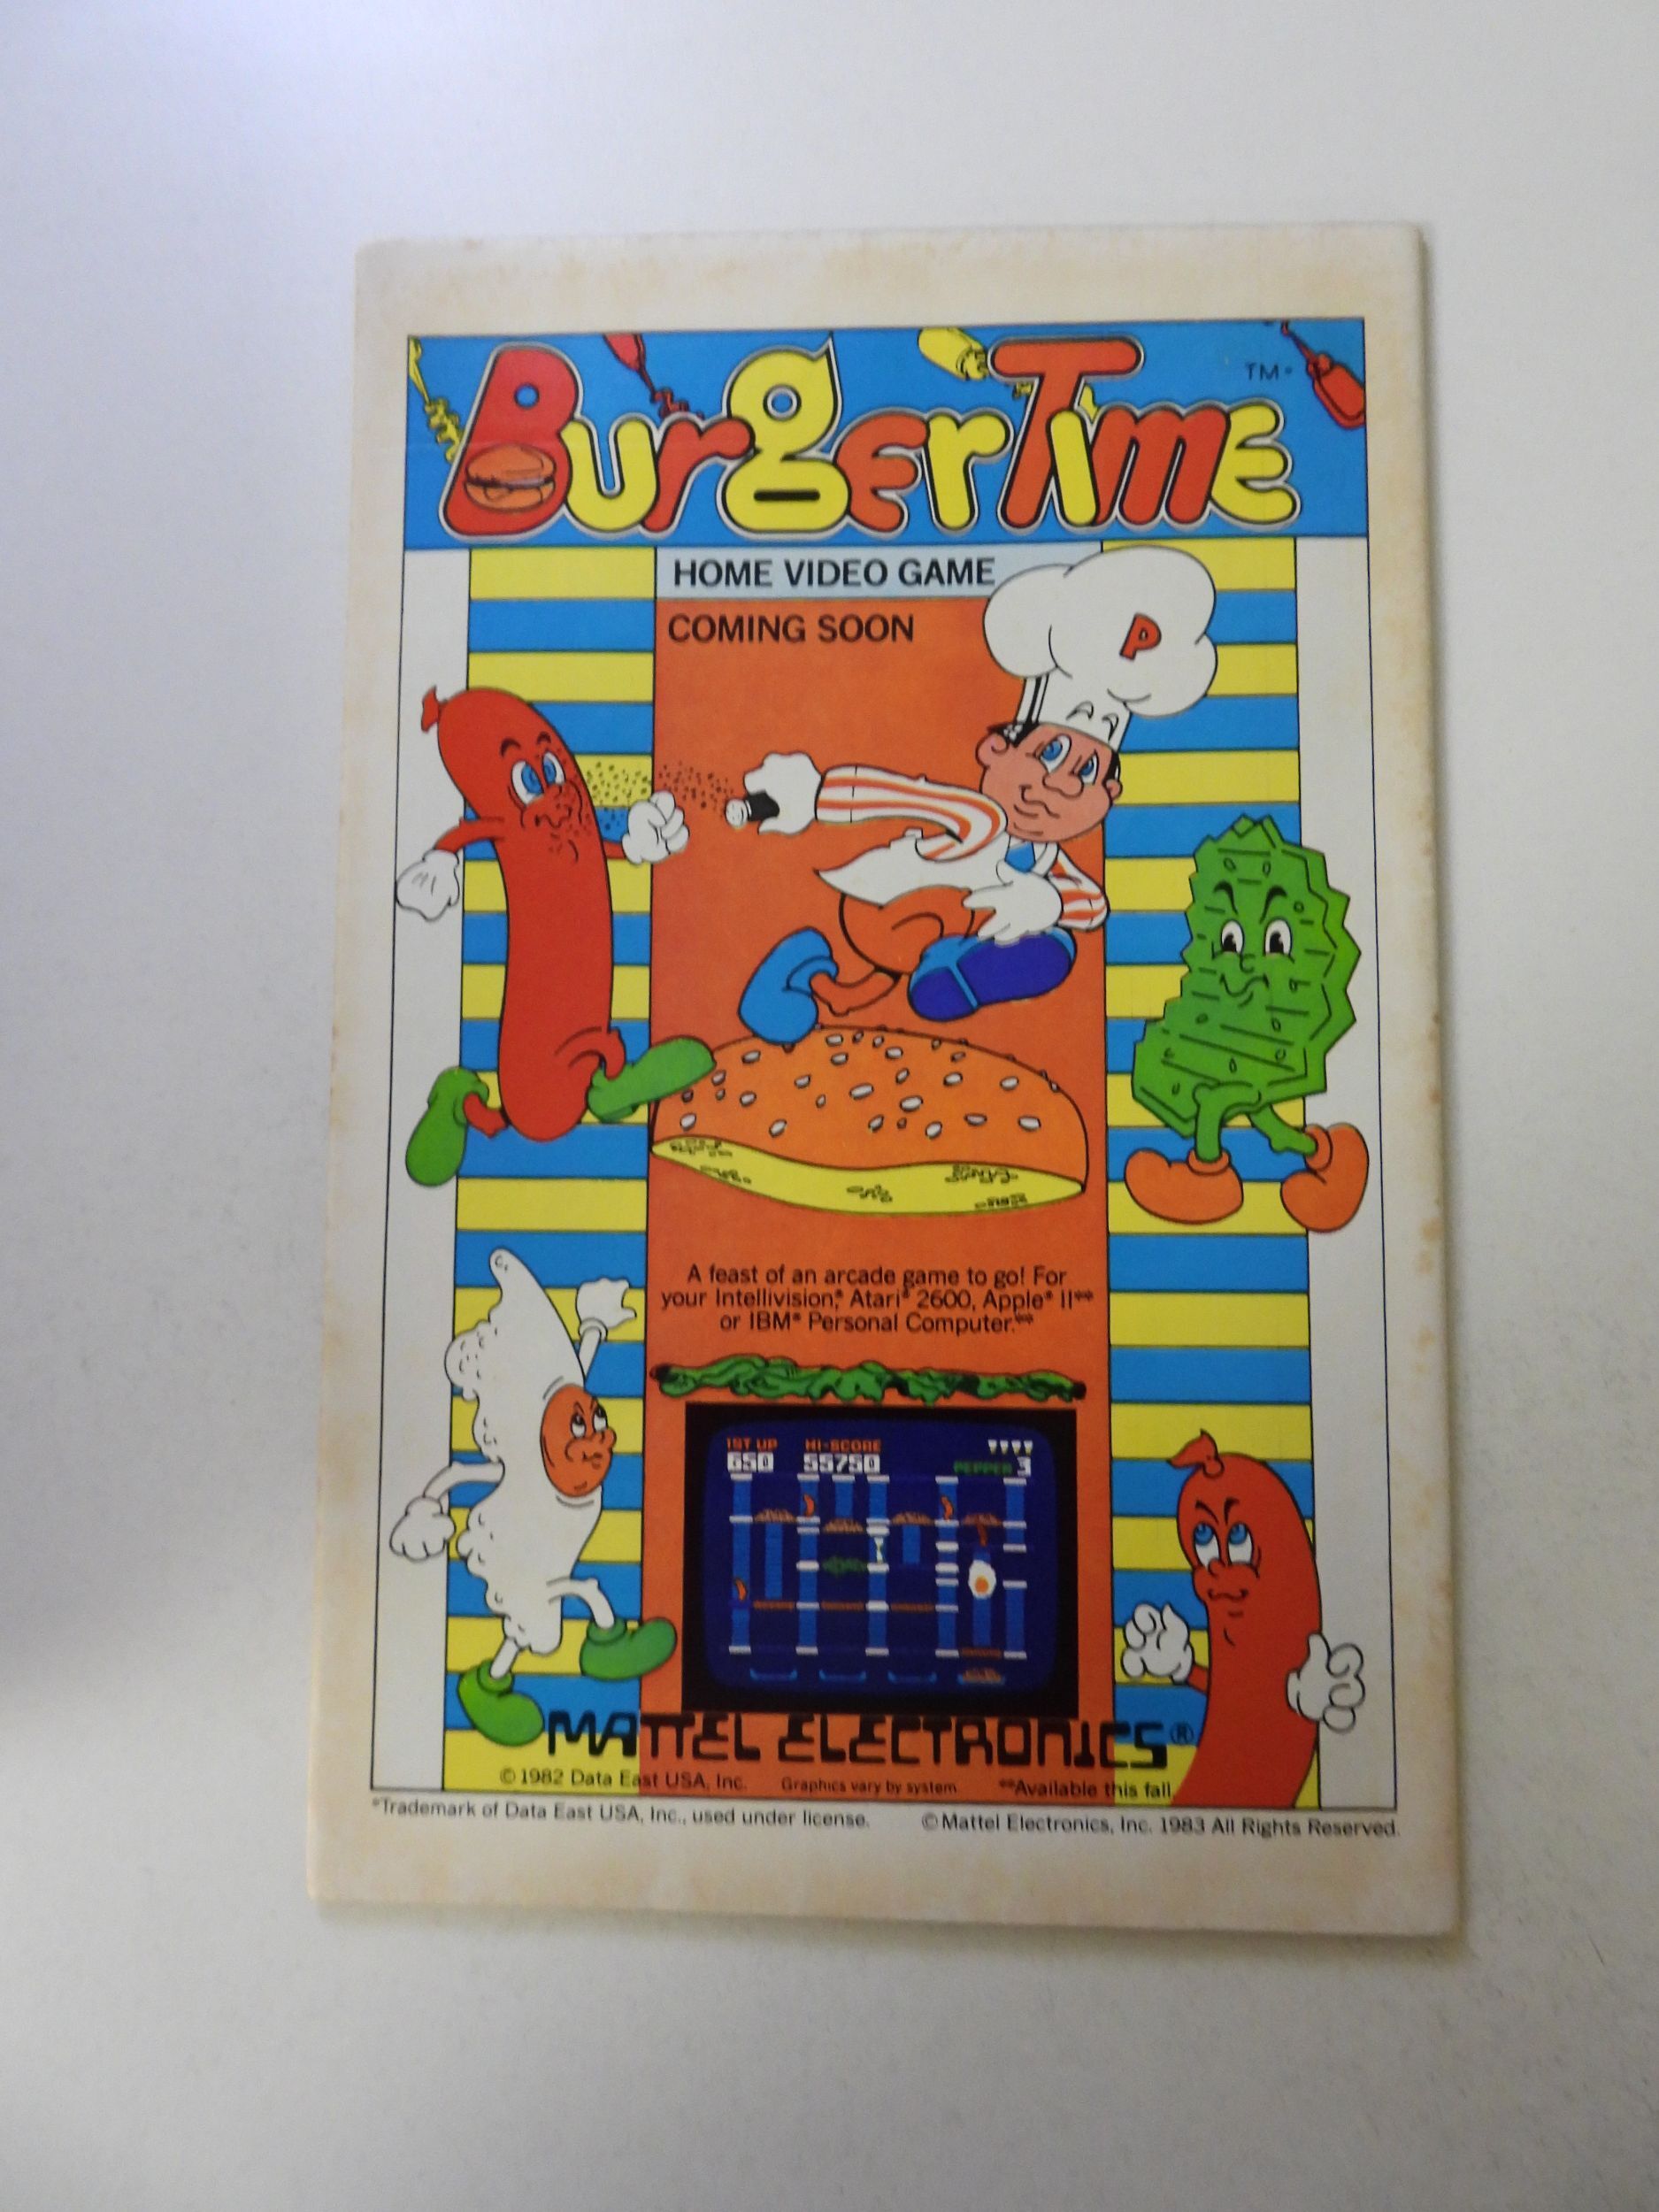 BurgerTime TM*
P
HOME VIDEO GAME
COMING SOON
A feast of an arcade game to go! For
your Intellivision,® Atari® 2600, Apple® II**
or IBM® Personal Computer.**
1ST UP HI-SCORE
650 55750 PEPPER 3
MATTEL ELECTRONICS®
©1982 Data East USA, Inc. Graphics vary by system **Available this fall.
*Trademark of Data East USA, Inc., used under license. ©Mattel Electronics, Inc. 1983 All Rights Reserved.